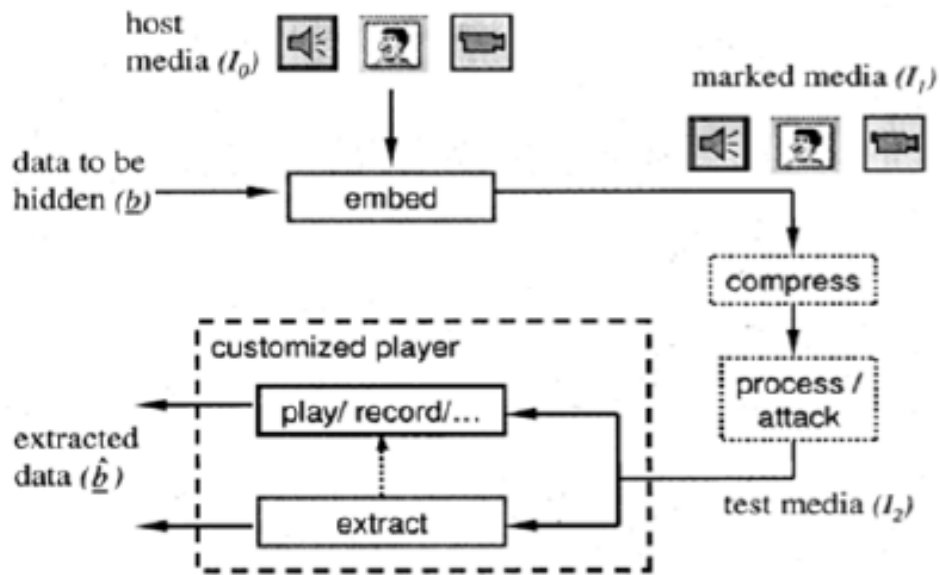 host
media (I₀)
marked media (I₁)
data to be
hidden (b̲)
embed
compress
customized player
process /
attack
play/ record/...
extracted
data (b̲̂)
extract
test media (I₂)